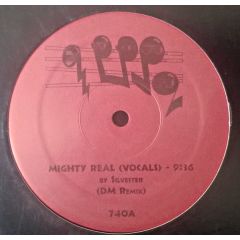 MIGHTY REAL (VOCALS) - 9:36
BY SILVESTER
(DM REMIX)
740A